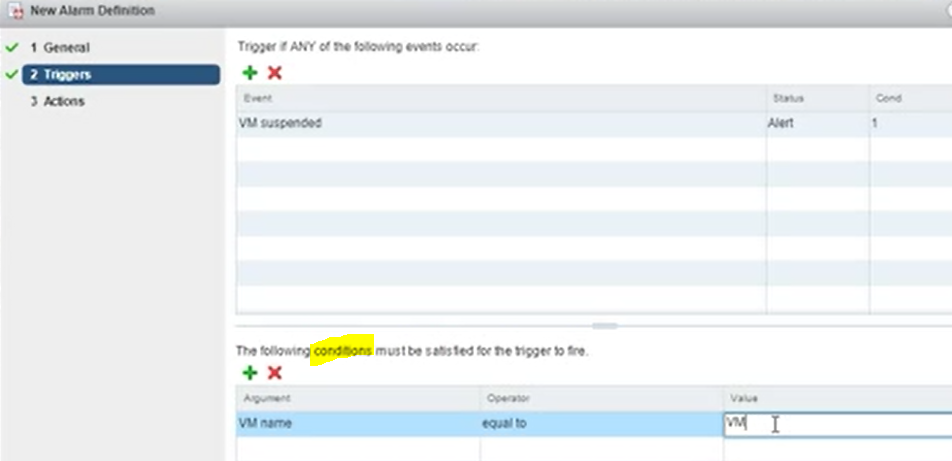 New Alarm Definition
1 General
2 Triggers
3 Actions
Trigger if ANY of the following events occur:
Event Status Cond
VM suspended Alert 1
The following conditions must be satisfied for the trigger to fire.
Argument Operator Value
VM name equal to VM